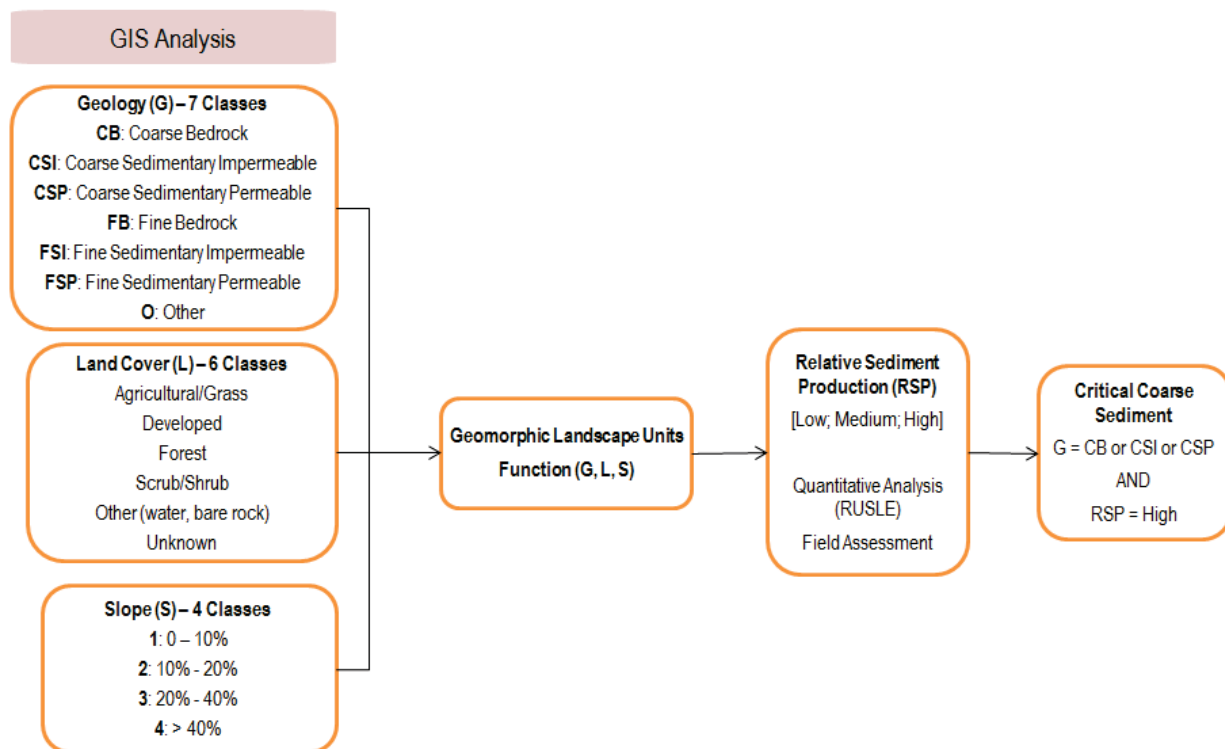 GIS Analysis
Geology (G) – 7 Classes
CB: Coarse Bedrock
CSI: Coarse Sedimentary Impermeable
CSP: Coarse Sedimentary Permeable
FB: Fine Bedrock
FSI: Fine Sedimentary Impermeable
FSP: Fine Sedimentary Permeable
O: Other
Land Cover (L) – 6 Classes
Agricultural/Grass
Developed
Forest
Scrub/Shrub
Other (water, bare rock)
Unknown
Slope (S) – 4 Classes
1: 0 – 10%
2: 10% - 20%
3: 20% - 40%
4: > 40%
Geomorphic Landscape Units
Function (G, L, S)
Relative Sediment
Production (RSP)
[Low; Medium; High]
Quantitative Analysis
(RUSLE)
Field Assessment
Critical Coarse
Sediment
G = CB or CSI or CSP
AND
RSP = High